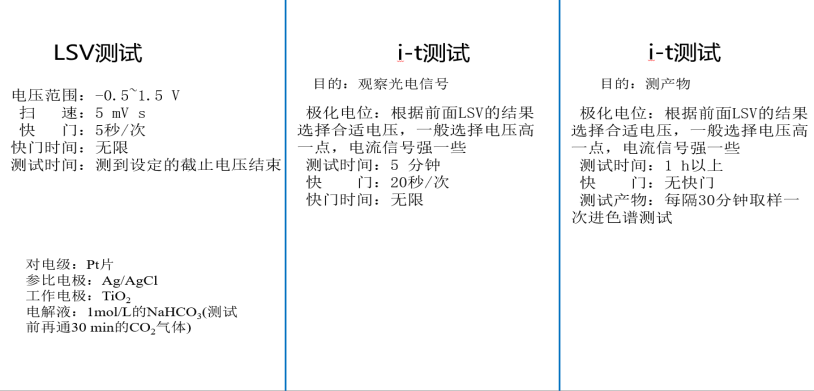 LSV测试
电压范围：-0.5~1.5 V
扫　速：5 mV s
快　门：5秒/次
快门时间：无限
测试时间：测到设定的截止电压结束
对电级：Pt片
参比电极：Ag/AgCl
工作电极：TiO₂
电解液：1mol/L的NaHCO₃(测试
前再通30 min的CO₂气体)
i-t测试
目的：观察光电信号
极化电位：根据前面LSV的结果
选择合适电压，一般选择电压高
一点，电流信号强一些
测试时间：5 分钟
快　门：20秒/次
快门时间：无限
i-t测试
目的：测产物
极化电位：根据前面LSV的结果
选择合适电压，一般选择电压高
一点，电流信号强一些
测试时间：1 h以上
快　门：无快门
测试产物：每隔30分钟取样一
次进色谱测试